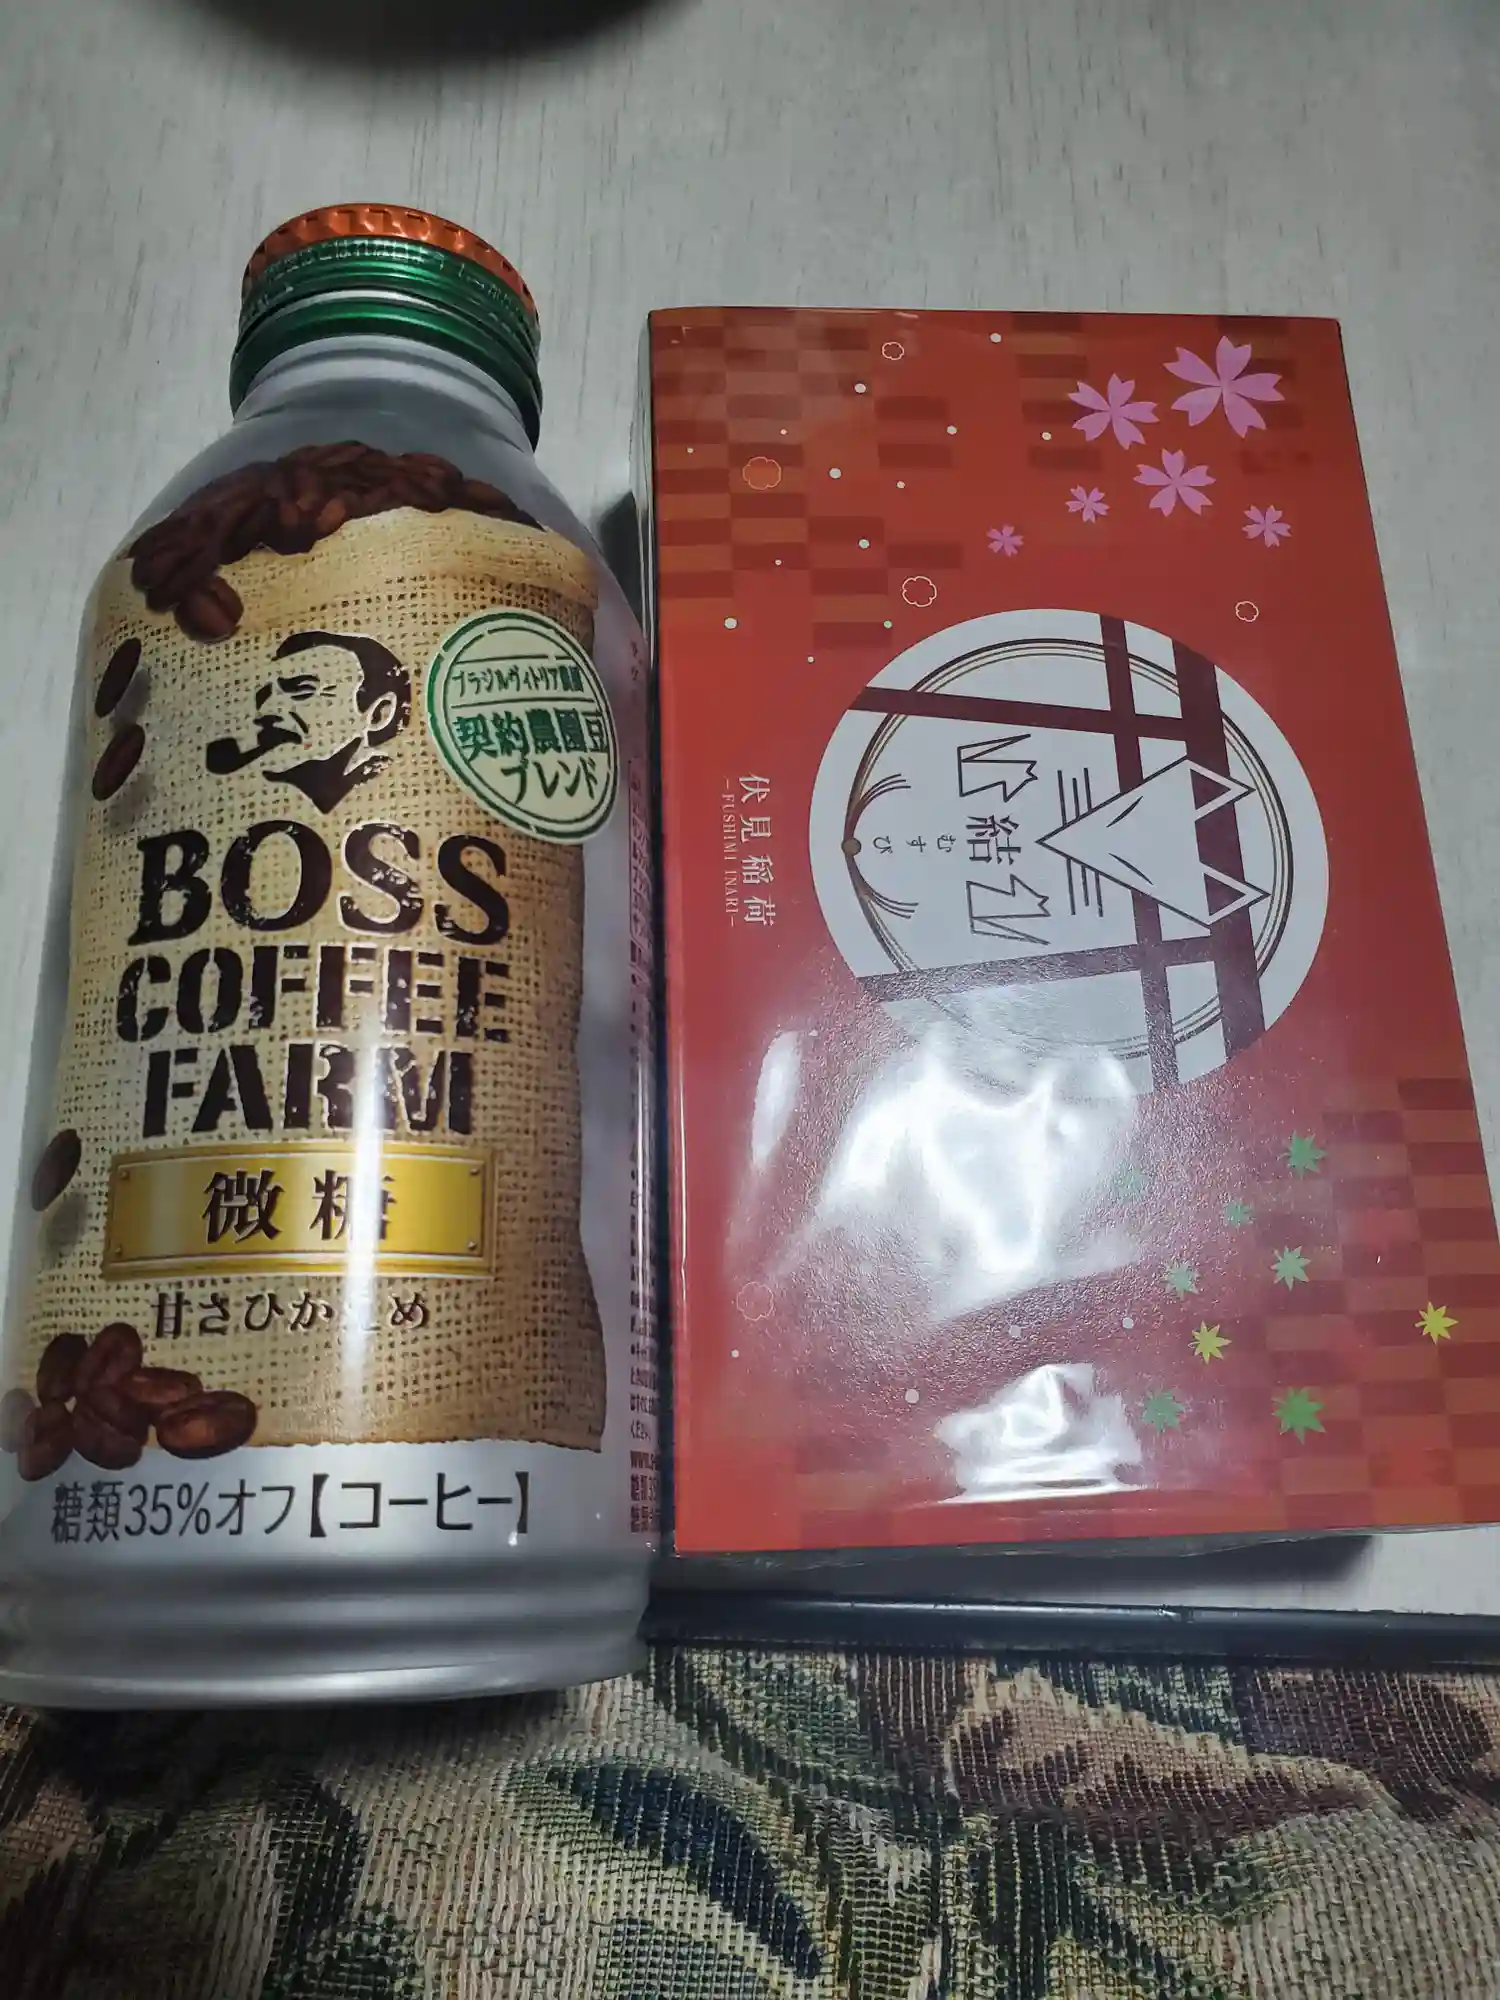 ブラジルヴィトリア農園
契約農園豆
ブレンド
BOSS
COFFEE
FARM
微糖
甘さひかえめ
糖類35%オフ【コーヒー】
伏見稲荷
-FUSHIMI INARI-
結
むすび